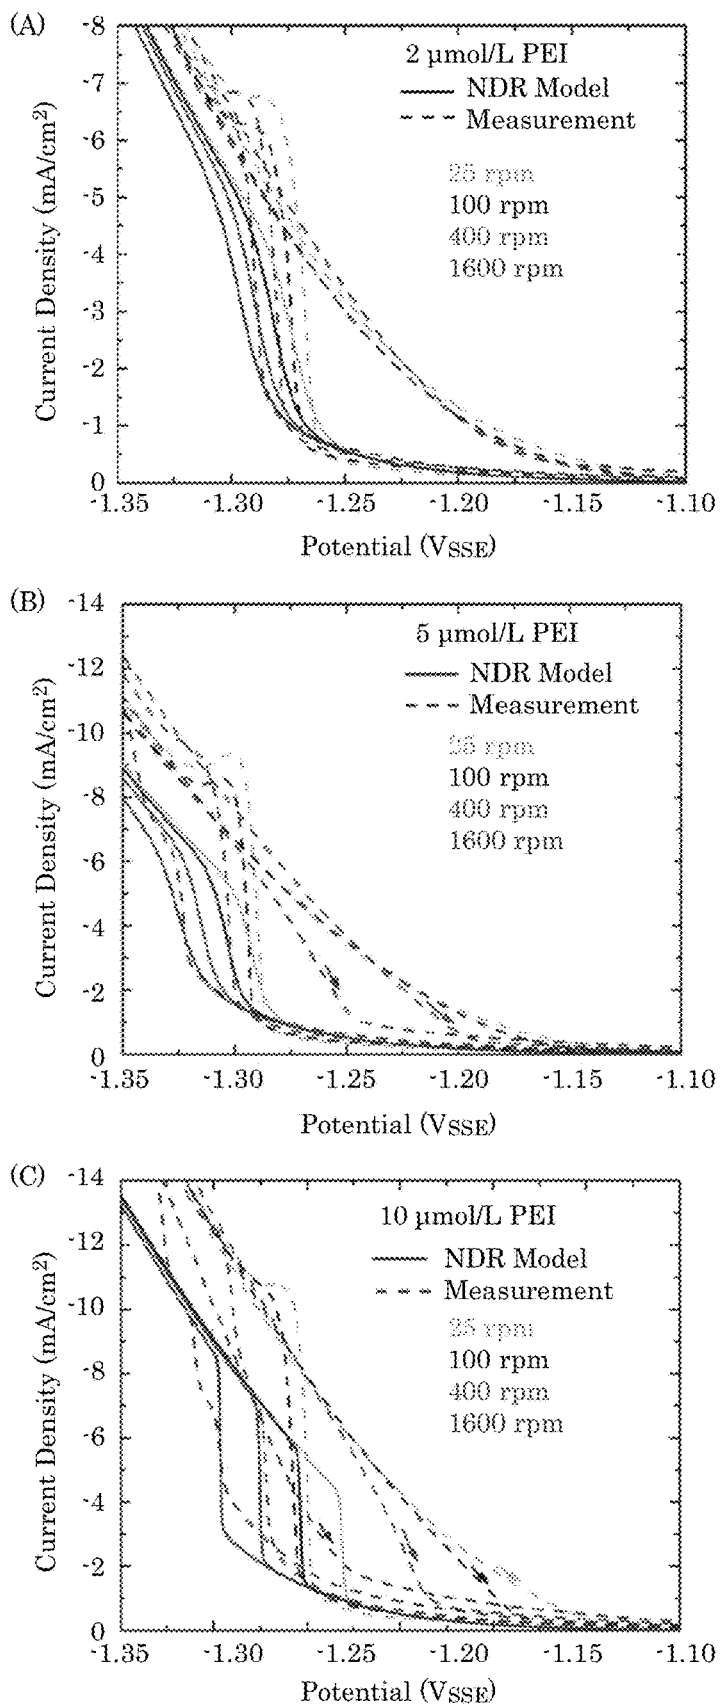 (A)
-8
-7
-6
-5
-4
-3
-2
-1
0
Current Density (mA/cm2)
2 µmol/L PEI
NDR Model
Measurement
25 rpm
100 rpm
400 rpm
1600 rpm
-1.35 -1.30 -1.25 -1.20 -1.15 -1.10
Potential (VSSE)
(B)
-14
-12
-10
-8
-6
-4
-2
0
Current Density (mA/cm2)
5 µmol/L PEI
NDR Model
Measurement
25 rpm
100 rpm
400 rpm
1600 rpm
-1.35 -1.30 -1.25 -1.20 -1.15 -1.10
Potential (VSSE)
(C)
-14
-12
-10
-8
-6
-4
-2
0
Current Density (mA/cm2)
10 µmol/L PEI
NDR Model
Measurement
25 rpm
100 rpm
400 rpm
1600 rpm
-1.35 -1.30 -1.25 -1.20 -1.15 -1.10
Potential (VSSE)